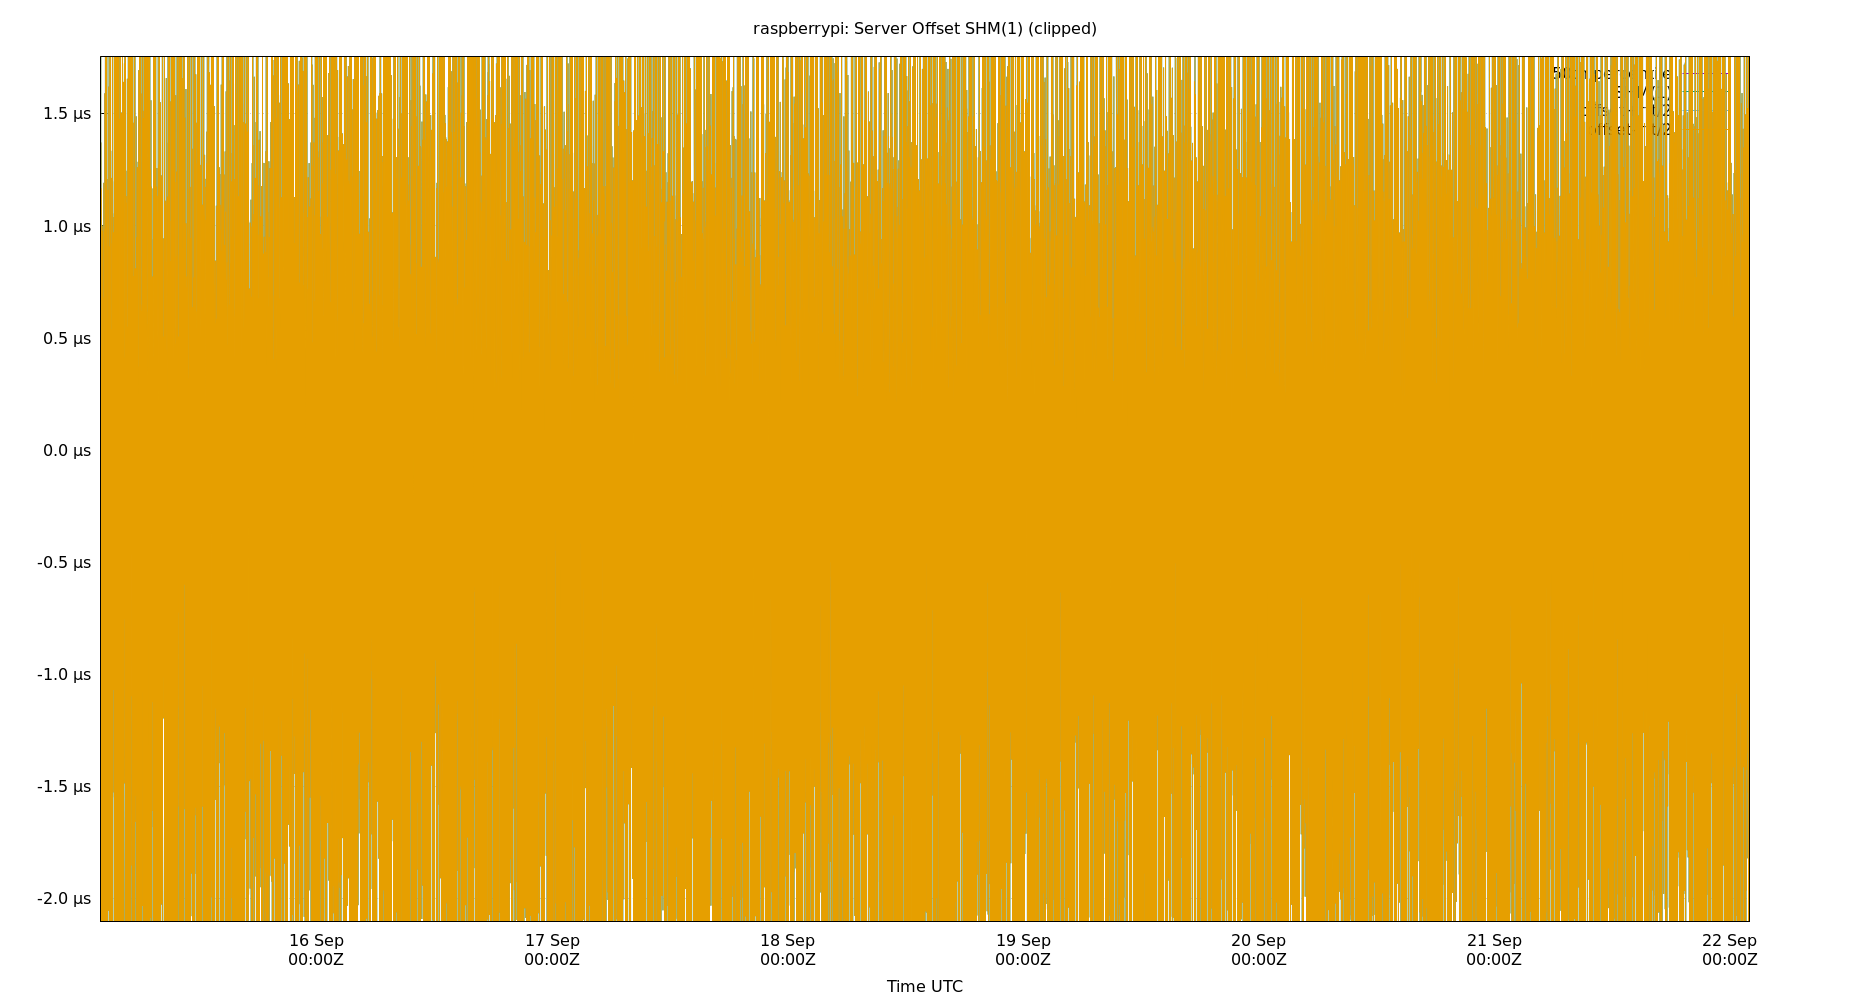 raspberrypi: Server Offset SHM(1) (clipped)
1.5 µs
1.0 µs
0.5 µs
0.0 µs
-0.5 µs
-1.0 µs
-1.5 µs
-2.0 µs
16 Sep 17 Sep 18 Sep 19 Sep 20 Sep 21 Sep 22 Sep
00:00Z 00:00Z 00:00Z 00:00Z 00:00Z 00:00Z 00:00Z
Time UTC